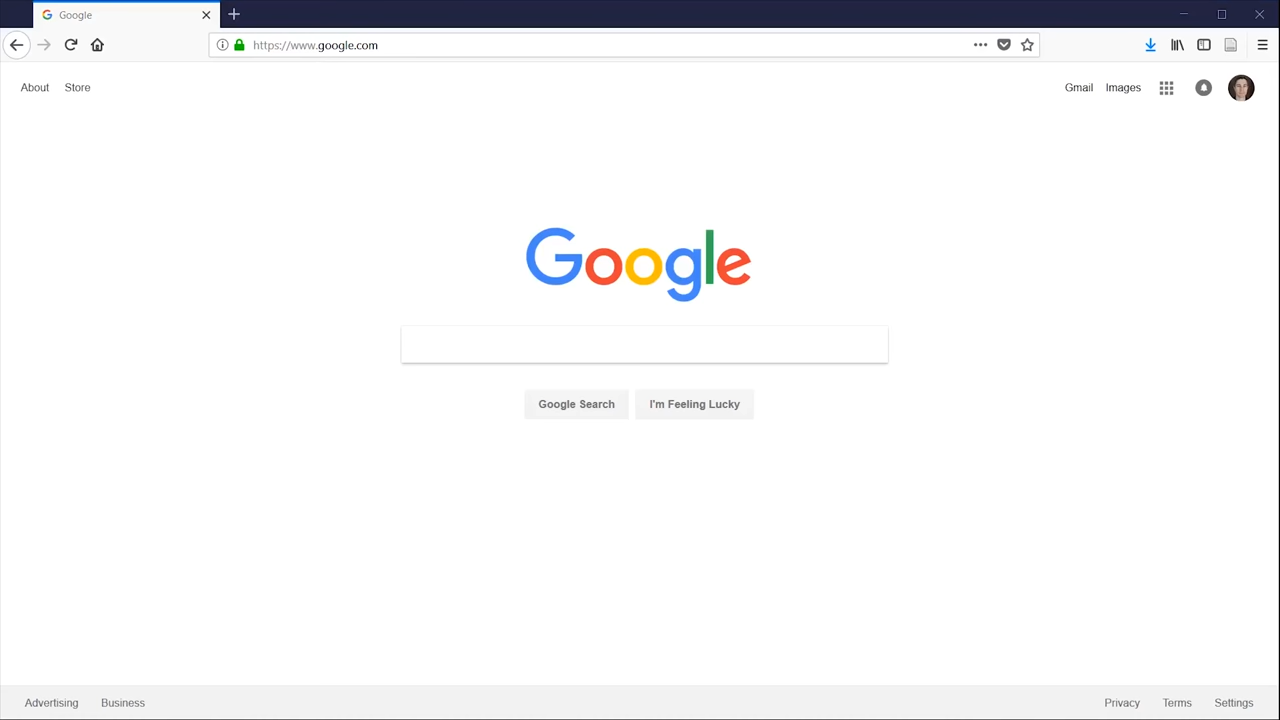 Google
https://www.google.com
About Store
Gmail Images
Google
Google Search I'm Feeling Lucky
Advertising Business
Privacy Terms Settings